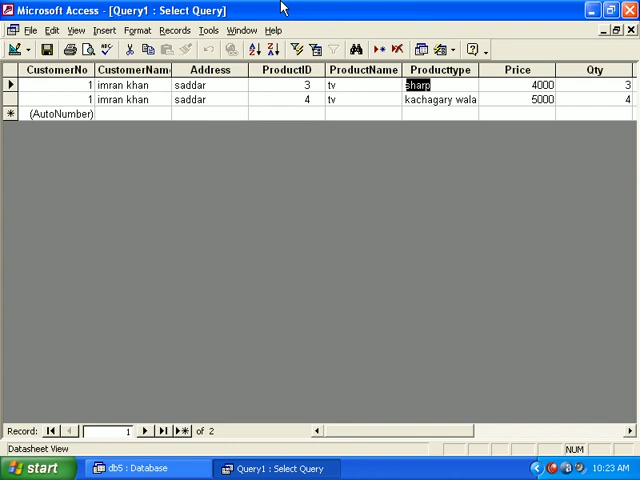 Microsoft Access - [Query1 : Select Query]
File Edit View Insert Format Records Tools Window Help
CustomerNo CustomerNam Address ProductID ProductName Producttype Price Qty
1 imran khan saddar 3 tv sharp 4000 3
1 imran khan saddar 4 tv kachagary wala 5000 4
(AutoNumber)
Record: 1 of 2
Datasheet View NUM
start db5 : Database Query1 : Select Query 10:23 AM